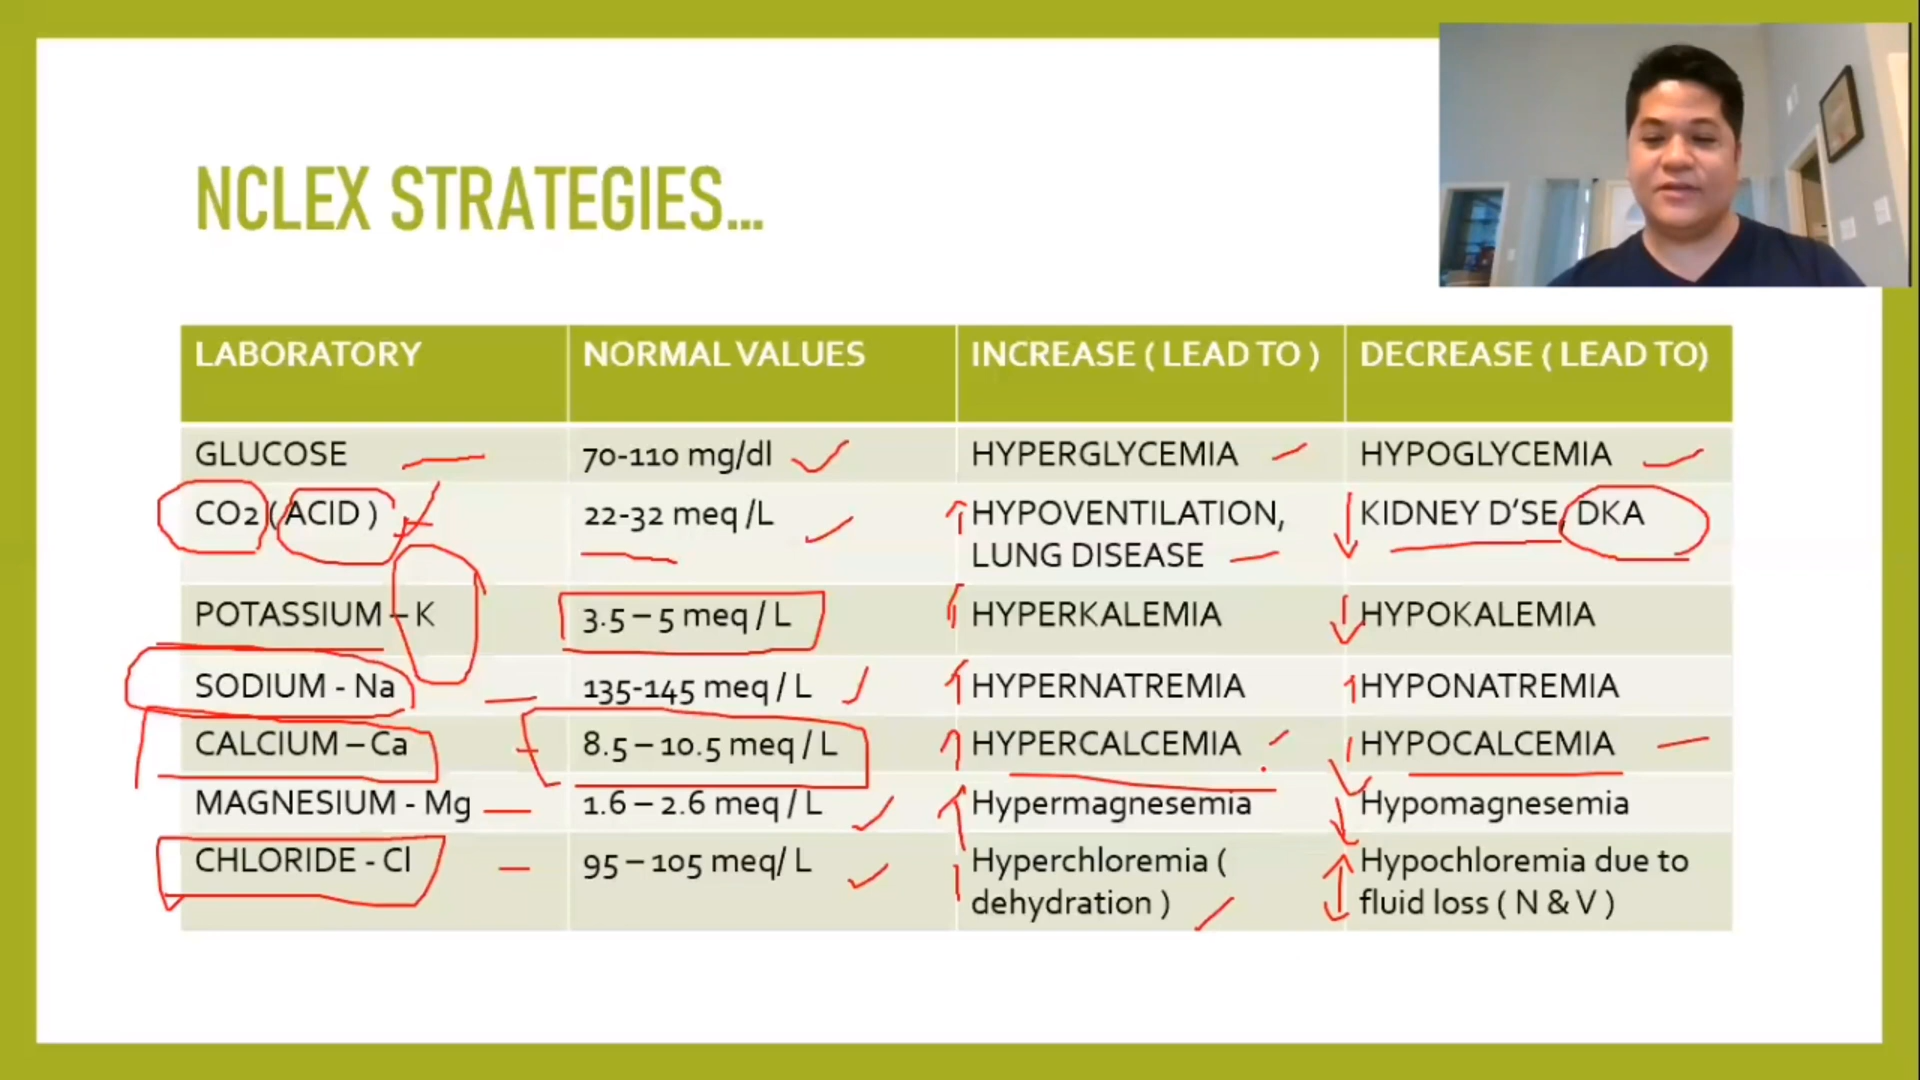 NCLEX STRATEGIES...
LABORATORY
NORMAL VALUES
INCREASE ( LEAD TO )
DECREASE ( LEAD TO)
GLUCOSE
70-110 mg/dl
HYPERGLYCEMIA
HYPOGLYCEMIA
CO2 ( ACID )
22-32 meq /L
HYPOVENTILATION,
LUNG DISEASE
KIDNEY D'SE, DKA
POTASSIUM – K
3.5 – 5 meq / L
HYPERKALEMIA
HYPOKALEMIA
SODIUM - Na
135-145 meq / L
HYPERNATREMIA
HYPONATREMIA
CALCIUM – Ca
8.5 – 10.5 meq / L
HYPERCALCEMIA
HYPOCALCEMIA
MAGNESIUM - Mg
1.6 – 2.6 meq / L
Hypermagnesemia
Hypomagnesemia
CHLORIDE - Cl
95 – 105 meq/ L
Hyperchloremia (
dehydration )
Hypochloremia due to
fluid loss ( N & V )